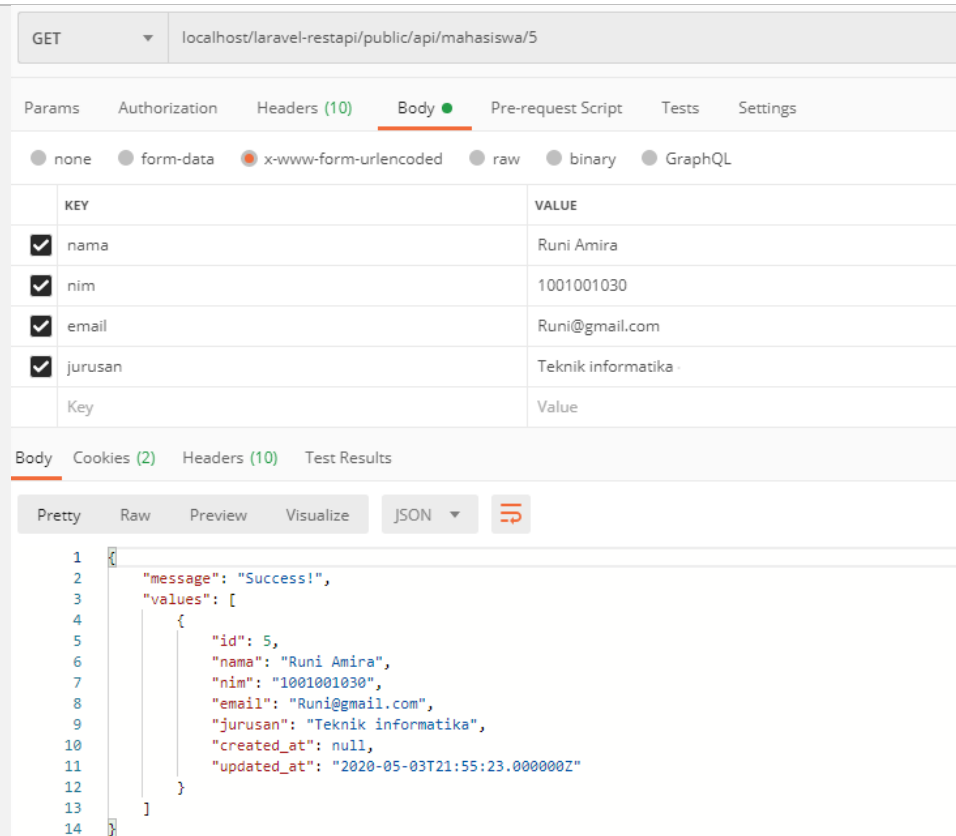 GET localhost/laravel-restapi/public/api/mahasiswa/5
Params Authorization Headers (10) Body Pre-request Script Tests Settings
none form-data x-www-form-urlencoded raw binary GraphQL
KEY VALUE
nama Runi Amira
nim 1001001030
email Runi@gmail.com
jurusan Teknik informatika
Key Value
Body Cookies (2) Headers (10) Test Results
Pretty Raw Preview Visualize JSON
1 {
2 "message": "Success!",
3 "values": [
4 {
5 "id": 5,
6 "nama": "Runi Amira",
7 "nim": "1001001030",
8 "email": "Runi@gmail.com",
9 "jurusan": "Teknik informatika",
10 "created_at": null,
11 "updated_at": "2020-05-03T21:55:23.000000Z"
12 }
13 ]
14 }